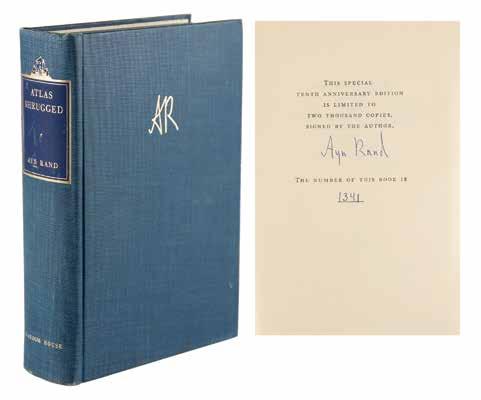 ATLAS
SHRUGGED
AYN RAND
RANDOM HOUSE
AR
THIS SPECIAL
TENTH ANNIVERSARY EDITION
IS LIMITED TO
TWO THOUSAND COPIES,
SIGNED BY THE AUTHOR.
Ayn Rand
THE NUMBER OF THIS BOOK IS
1341